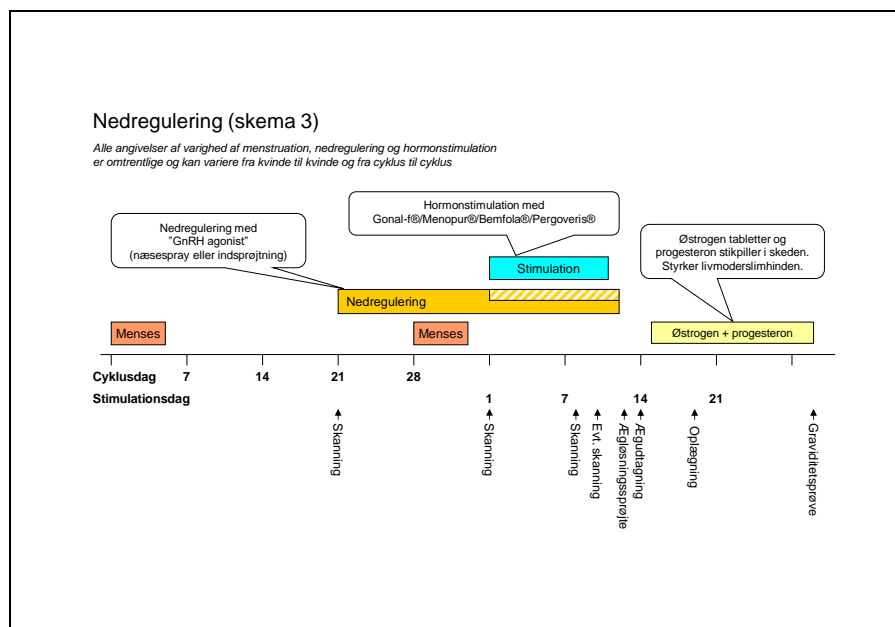 Nedregulering (skema 3)
Alle angivelser af varighed af menstruation, nedregulering og hormonstimulation
er omtrentlige og kan variere fra kvinde til kvinde og fra cyklus til cyklus
Hormonstimulation med
Gonal-f®/Menopur®/Bemfola®/Pergoveris®
Nedregulering med
”GnRH agonist”
(næsespray eller indsprøjtning)
Østrogen tabletter og
progesteron stikpiller i skeden.
Styrker livmoderslimhinden.
Stimulation
Nedregulering
Menses
Menses
Østrogen + progesteron
Cyklusdag 7 14 21 28
Stimulationsdag 1 7 14 21
Skanning
Skanning
Skanning
Evt. skanning
Ægløsningssprøjte
Ægudtagning
Oplægning
Graviditetsprøve